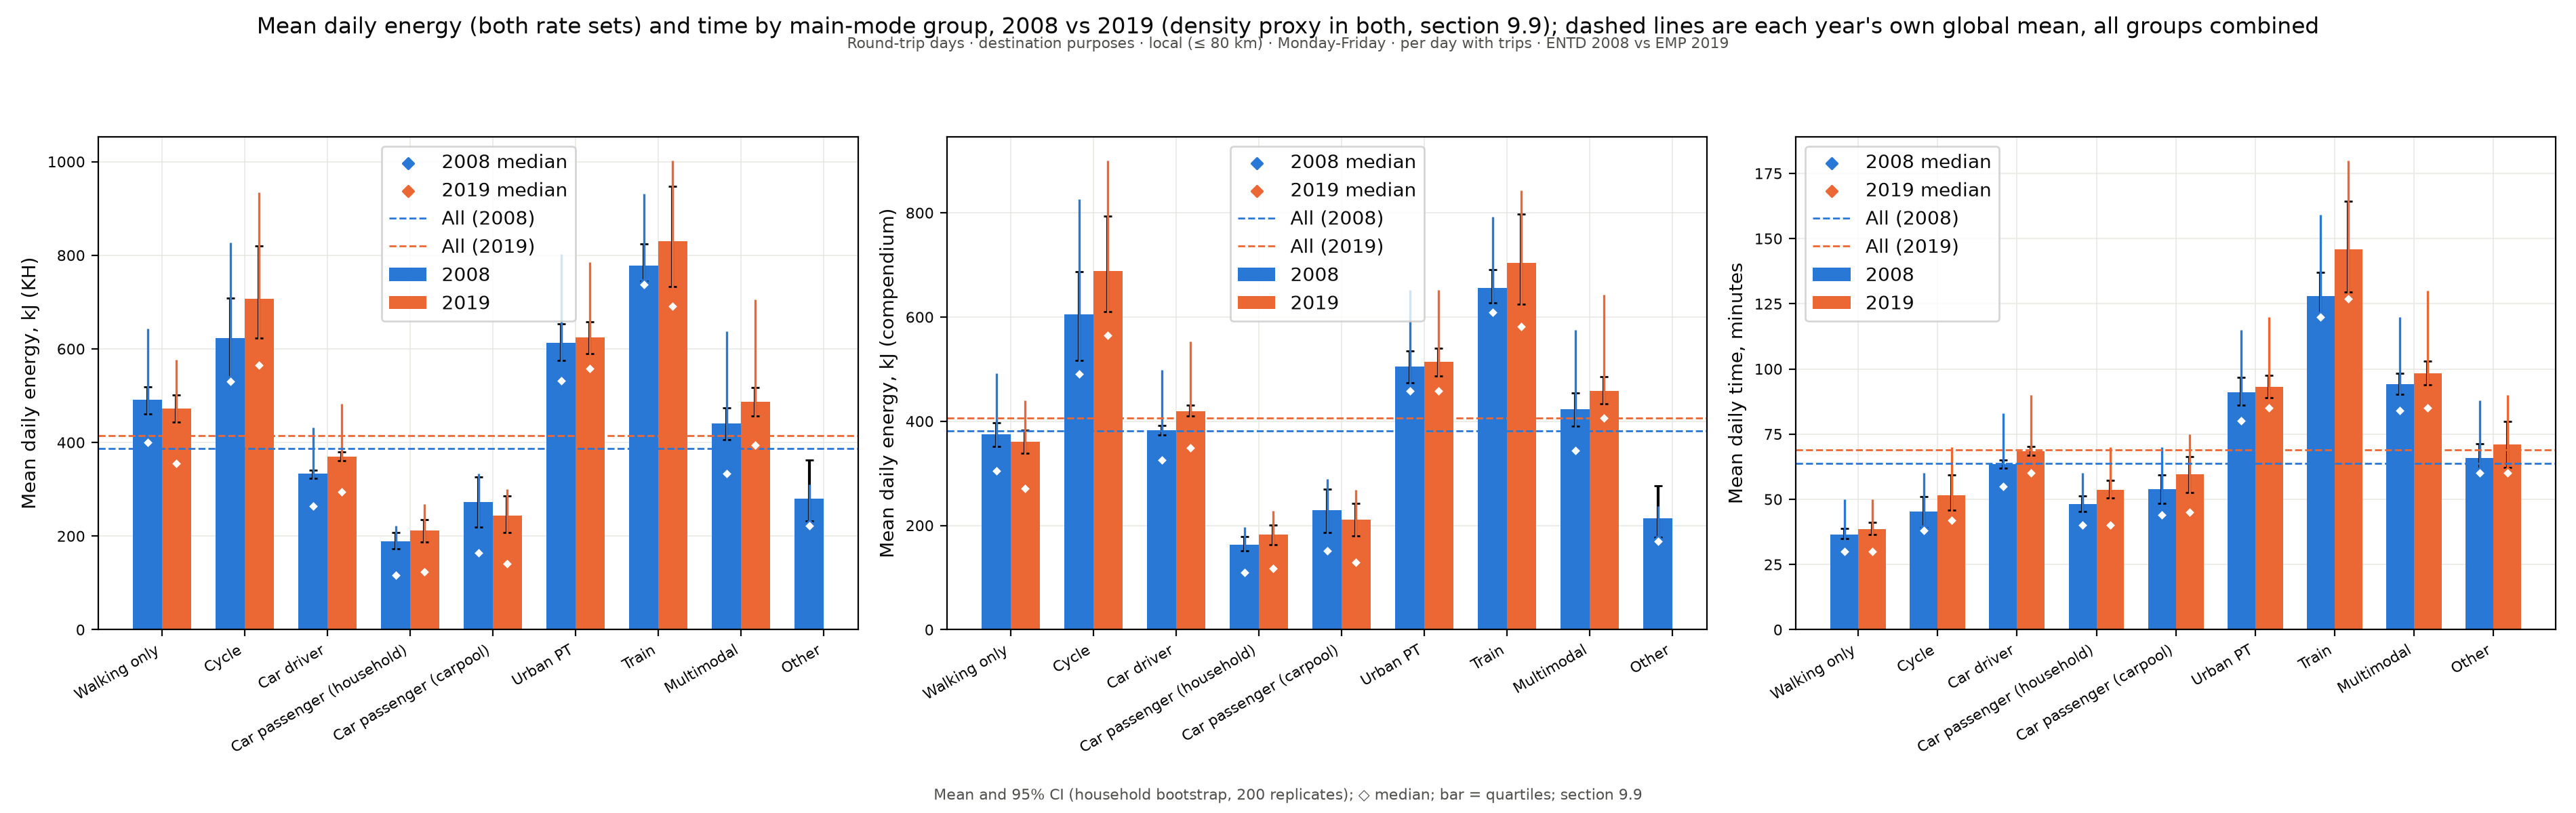 Mean daily energy (both rate sets) and time by main-mode group, 2008 vs 2019 (density proxy in both, section 9.9); dashed lines are each year's own global mean, all groups combined
Round-trip days · destination purposes · local (≤ 80 km) · Monday-Friday · per day with trips · ENTD 2008 vs EMP 2019
Mean daily energy, kJ (KH)
1000
800
600
400
200
0
2008 median
2019 median
All (2008)
All (2019)
2008
2019
Walking only
Cycle
Car driver
Car passenger (household)
Car passenger (carpool)
Urban PT
Train
Multimodal
Other
Mean daily energy, kJ (compendium)
800
600
400
200
0
2008 median
2019 median
All (2008)
All (2019)
2008
2019
Walking only
Cycle
Car driver
Car passenger (household)
Car passenger (carpool)
Urban PT
Train
Multimodal
Other
Mean daily time, minutes
175
150
125
100
75
50
25
0
2008 median
2019 median
All (2008)
All (2019)
2008
2019
Walking only
Cycle
Car driver
Car passenger (household)
Car passenger (carpool)
Urban PT
Train
Multimodal
Other
Mean and 95% CI (household bootstrap, 200 replicates); ◇ median; bar = quartiles; section 9.9